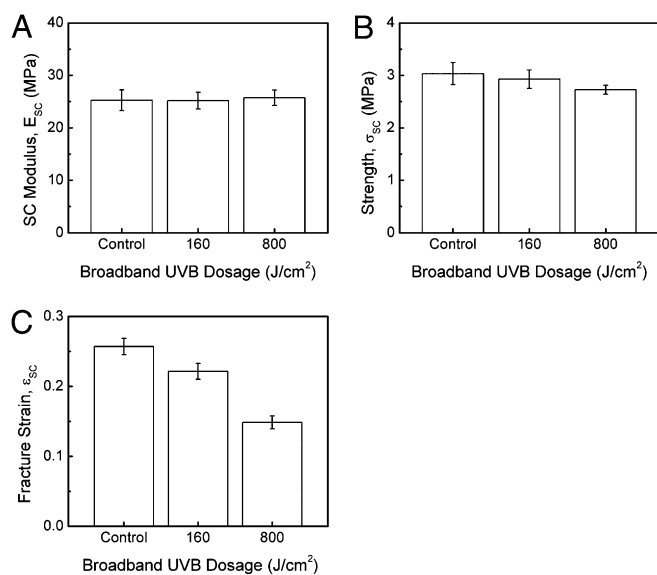 A
SC Modulus, E_SC (MPa)
40
30
20
10
0
Control 160 800
Broadband UVB Dosage (J/cm²)
B
Strength, σ_SC (MPa)
4
3
2
1
0
Control 160 800
Broadband UVB Dosage (J/cm²)
C
Fracture Strain, ε_SC
0.3
0.2
0.1
0.0
Control 160 800
Broadband UVB Dosage (J/cm²)